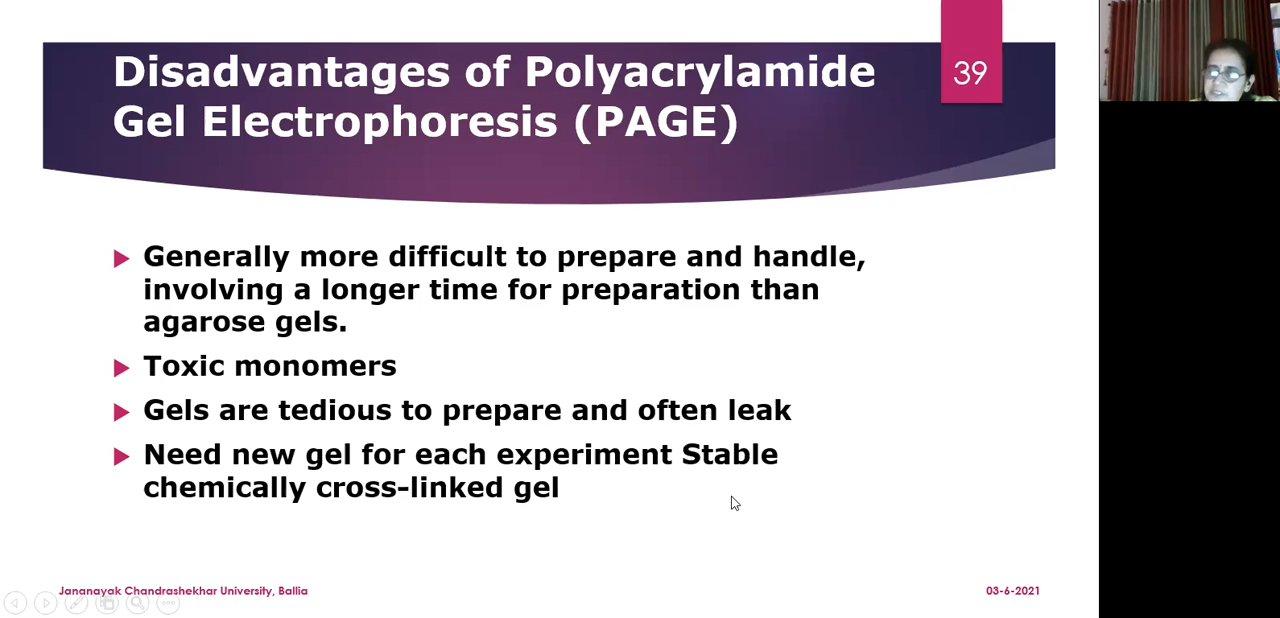 Disadvantages of Polyacrylamide
Gel Electrophoresis (PAGE)
39
Generally more difficult to prepare and handle,
involving a longer time for preparation than
agarose gels.
Toxic monomers
Gels are tedious to prepare and often leak
Need new gel for each experiment Stable
chemically cross-linked gel
Jananayak Chandrashekhar University, Ballia
03-6-2021